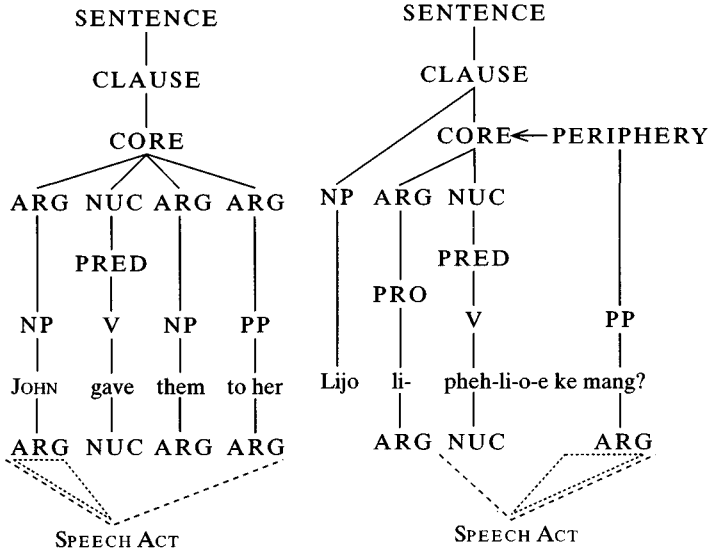 SENTENCE
CLAUSE
CORE
ARG NUC ARG ARG
PRED
NP V NP PP
JOHN gave them to her
ARG NUC ARG ARG
SPEECH ACT
SENTENCE
CLAUSE
CORE PERIPHERY
NP ARG NUC
PRED
PRO
V PP
Lijo li- pheh-li-o-e ke mang?
ARG NUC ARG
SPEECH ACT